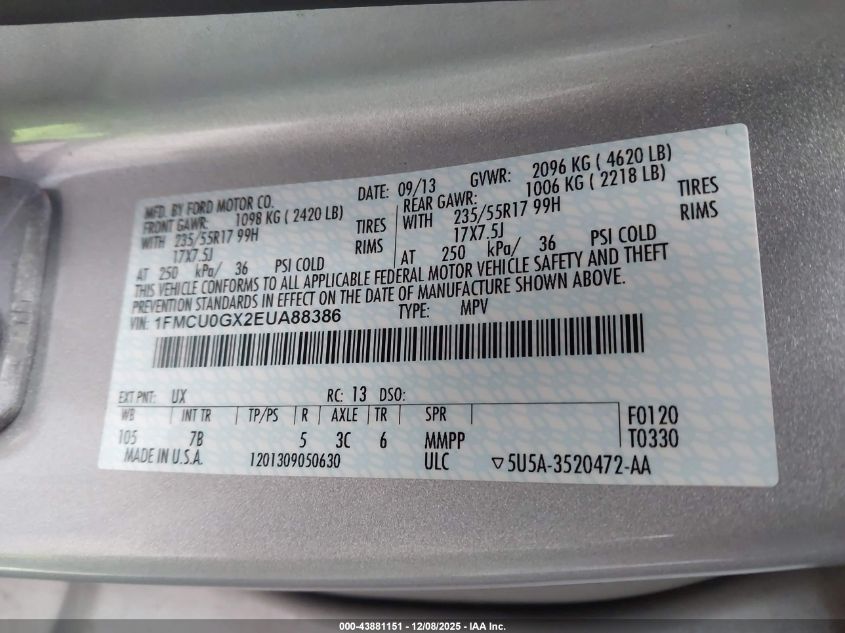 MFD. BY FORD MOTOR CO. DATE: 09/13 GVWR: 2096 KG ( 4620 LB)
FRONT GAWR: 1098 KG ( 2420 LB) REAR GAWR: 1006 KG ( 2218 LB)
WITH 235/55R17 99H TIRES WITH 235/55R17 99H TIRES
17X7.5J RIMS 17X7.5J RIMS
AT 250 kPa/ 36 PSI COLD AT 250 kPa/ 36 PSI COLD
THIS VEHICLE CONFORMS TO ALL APPLICABLE FEDERAL MOTOR VEHICLE SAFETY AND THEFT
PREVENTION STANDARDS IN EFFECT ON THE DATE OF MANUFACTURE SHOWN ABOVE.
VIN: 1FMCU0GX2EUA88386 TYPE: MPV
EXT PNT: UX RC: 13 DSO:
WB INT TR TP/PS R AXLE TR SPR F0120
105 7B 5 3C 6 MMPP T0330
MADE IN U.S.A. 1201309050630 ULC ▽5U5A-3520472-AA
000-43881151 - 12/08/2025 - IAA Inc.